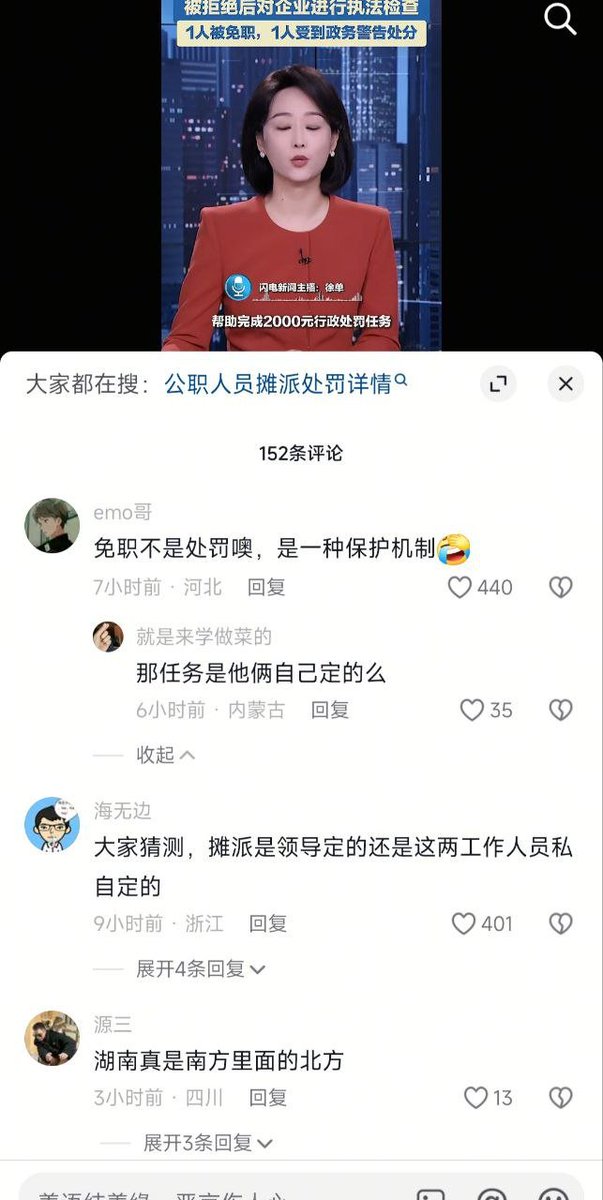 被拒绝后对企业进行执法检查
1人被免职，1人受到政务警告处分
闪电新闻主播：徐单
帮助完成2000元行政处罚任务
大家都在搜：公职人员摊派处罚详情
152条评论
emo哥
免职不是处罚噢，是一种保护机制
7小时前 · 河北 回复 440
就是来学做菜的
那任务是他俩自己定的么
6小时前 · 内蒙古 回复 35
收起
海无边
大家猜测，摊派是领导定的还是这两工作人员私
自定的
9小时前 · 浙江 回复 401
展开4条回复
源三
湖南真是南方里面的北方
3小时前 · 四川 回复 13
展开3条回复
善语结善缘，恶言伤人心